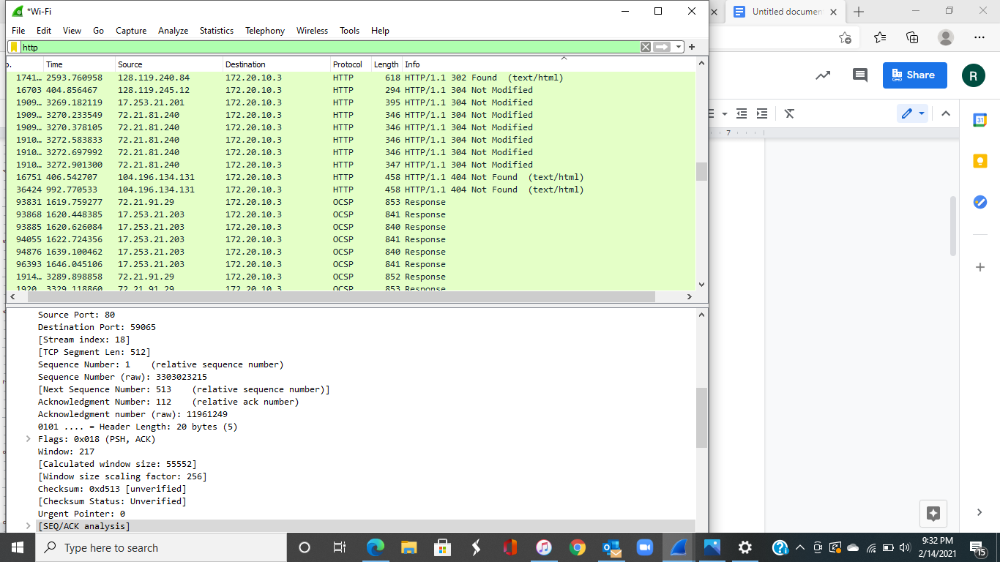 *Wi-Fi
Untitled documen
File Edit View Go Capture Analyze Statistics Telephony Wireless Tools Help
http
Time Source Destination Protocol Length Info
1741… 2593.760958 128.119.240.84 172.20.10.3 HTTP 618 HTTP/1.1 302 Found (text/html)
16703 404.856467 128.119.245.12 172.20.10.3 HTTP 294 HTTP/1.1 304 Not Modified
1909… 3269.182119 17.253.21.201 172.20.10.3 HTTP 395 HTTP/1.1 304 Not Modified
1909… 3270.233549 72.21.81.240 172.20.10.3 HTTP 346 HTTP/1.1 304 Not Modified
1909… 3270.378105 72.21.81.240 172.20.10.3 HTTP 346 HTTP/1.1 304 Not Modified
1910… 3272.583833 72.21.81.240 172.20.10.3 HTTP 346 HTTP/1.1 304 Not Modified
1910… 3272.697992 72.21.81.240 172.20.10.3 HTTP 346 HTTP/1.1 304 Not Modified
1910… 3272.901300 72.21.81.240 172.20.10.3 HTTP 347 HTTP/1.1 304 Not Modified
16751 406.542707 104.196.134.131 172.20.10.3 HTTP 458 HTTP/1.1 404 Not Found (text/html)
36424 992.770533 104.196.134.131 172.20.10.3 HTTP 458 HTTP/1.1 404 Not Found (text/html)
93831 1619.759277 72.21.91.29 172.20.10.3 OCSP 853 Response
93868 1620.448385 17.253.21.203 172.20.10.3 OCSP 841 Response
93885 1620.626084 17.253.21.203 172.20.10.3 OCSP 840 Response
94055 1622.724356 17.253.21.203 172.20.10.3 OCSP 841 Response
94876 1639.100462 17.253.21.203 172.20.10.3 OCSP 840 Response
96393 1646.045106 17.253.21.203 172.20.10.3 OCSP 841 Response
1914… 3289.898858 72.21.91.29 172.20.10.3 OCSP 852 Response
1920… 3329.118860 72.21.91.29 172.20.10.3 OCSP 853 Response
Source Port: 80
Destination Port: 59065
[Stream index: 18]
[TCP Segment Len: 512]
Sequence Number: 1 (relative sequence number)
Sequence Number (raw): 3303023215
[Next Sequence Number: 513 (relative sequence number)]
Acknowledgment Number: 112 (relative ack number)
Acknowledgment number (raw): 11961249
0101 .... = Header Length: 20 bytes (5)
Flags: 0x018 (PSH, ACK)
Window: 217
[Calculated window size: 55552]
[Window size scaling factor: 256]
Checksum: 0xd513 [unverified]
[Checksum Status: Unverified]
Urgent Pointer: 0
[SEQ/ACK analysis]
Share
R
7
31
Type here to search
9:32 PM
2/14/2021
15